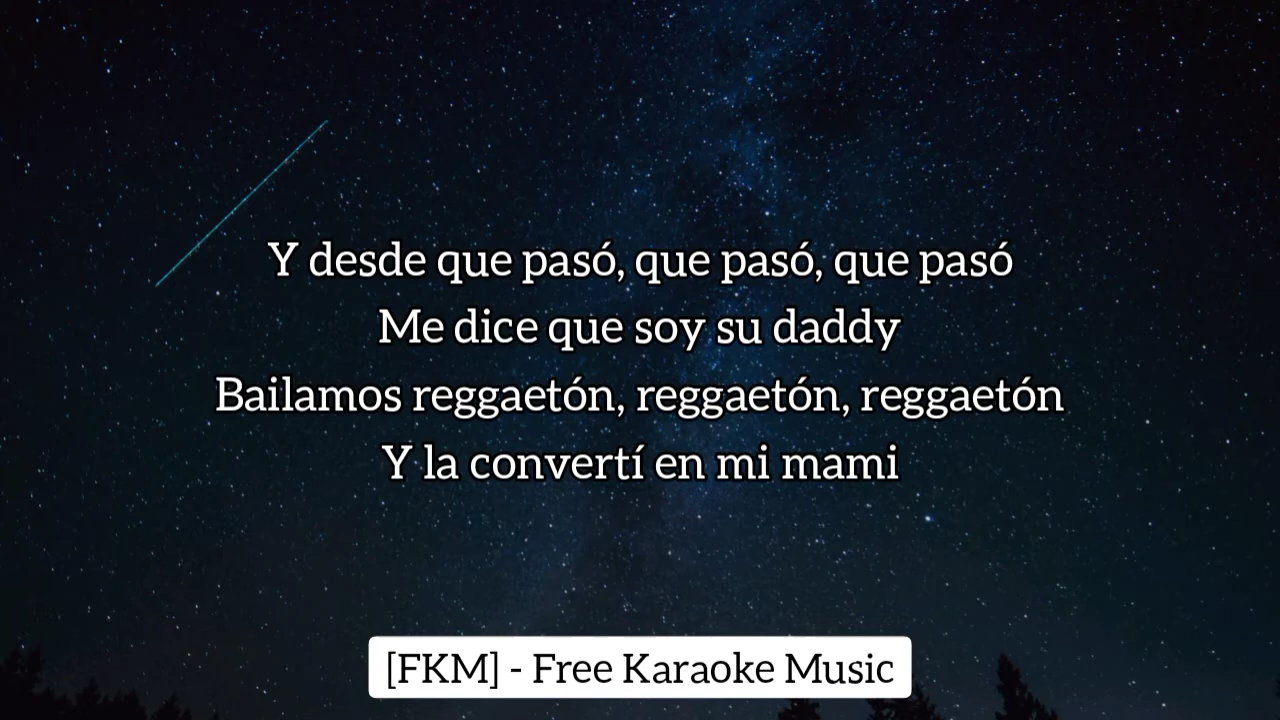 Y desde que pasó, que pasó, que pasó
Me dice que soy su daddy
Bailamos reggaetón, reggaetón, reggaetón
Y la convertí en mi mami
[FKM] - Free Karaoke Music